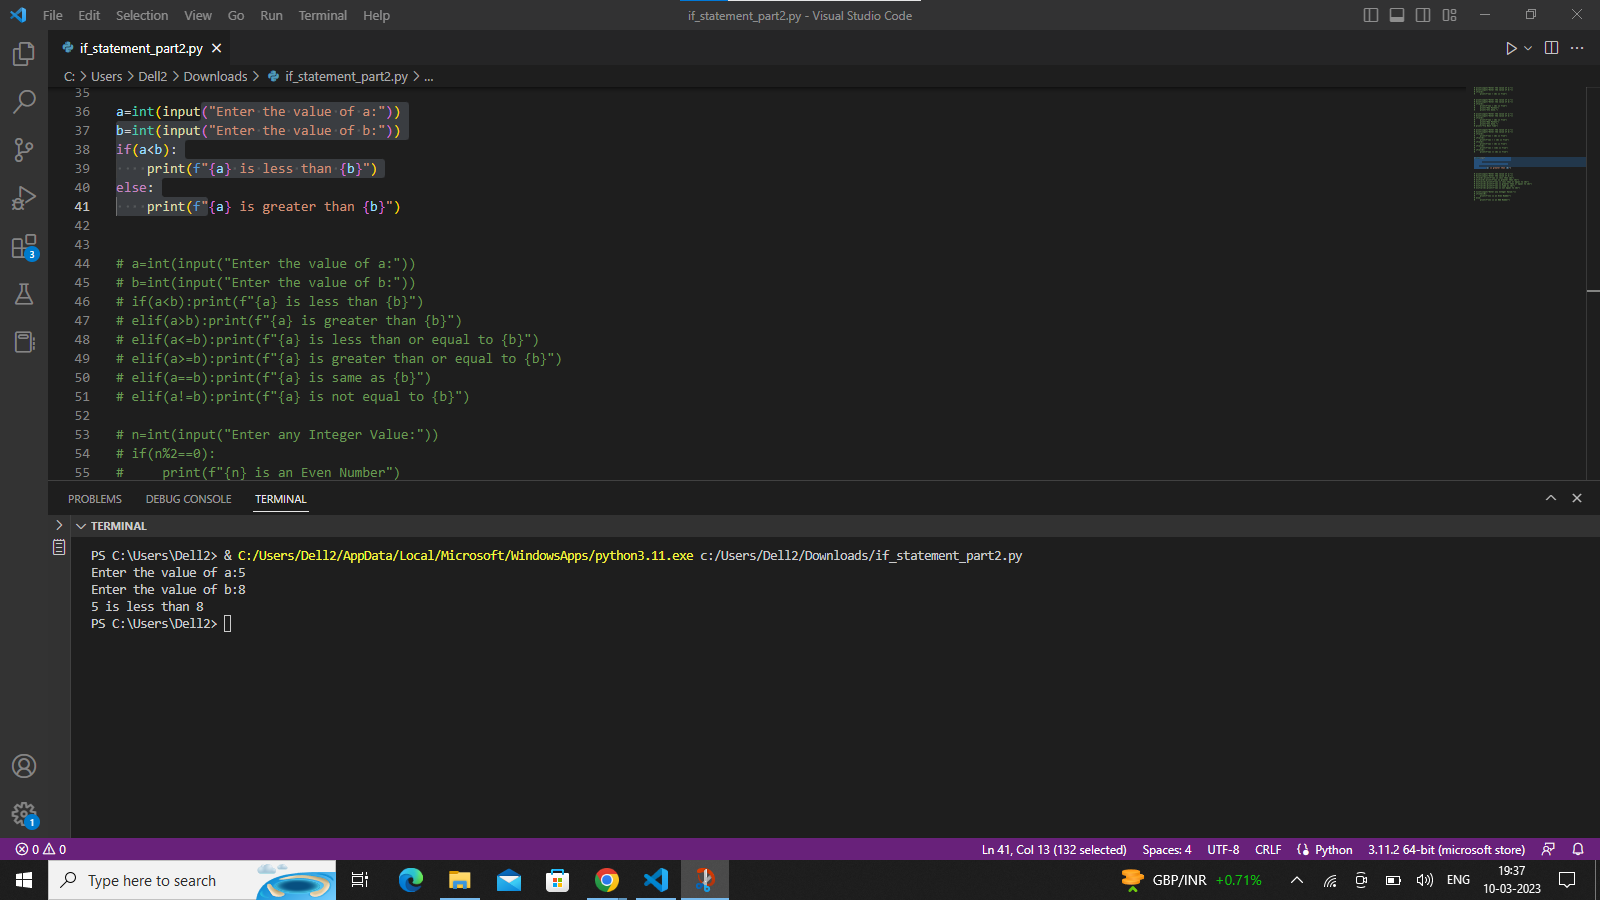 File Edit Selection View Go Run Terminal Help
if_statement_part2.py - Visual Studio Code
if_statement_part2.py
C: > Users > Dell2 > Downloads > if_statement_part2.py > ...
35
36 a=int(input("Enter the value of a:"))
37 b=int(input("Enter the value of b:"))
38 if(a<b):
39     print(f"{a} is less than {b}")
40 else:
41     print(f"{a} is greater than {b}")
42
43
44 # a=int(input("Enter the value of a:"))
45 # b=int(input("Enter the value of b:"))
46 # if(a<b):print(f"{a} is less than {b}")
47 # elif(a>b):print(f"{a} is greater than {b}")
48 # elif(a<=b):print(f"{a} is less than or equal to {b}")
49 # elif(a>=b):print(f"{a} is greater than or equal to {b}")
50 # elif(a==b):print(f"{a} is same as {b}")
51 # elif(a!=b):print(f"{a} is not equal to {b}")
52
53 # n=int(input("Enter any Integer Value:"))
54 # if(n%2==0):
55 #     print(f"{n} is an Even Number")
3
PROBLEMS DEBUG CONSOLE TERMINAL
TERMINAL
PS C:\Users\Dell2> & C:/Users/Dell2/AppData/Local/Microsoft/WindowsApps/python3.11.exe c:/Users/Dell2/Downloads/if_statement_part2.py
Enter the value of a:5
Enter the value of b:8
5 is less than 8
PS C:\Users\Dell2>
1
0 0 Ln 41, Col 13 (132 selected) Spaces: 4 UTF-8 CRLF Python 3.11.2 64-bit (microsoft store)
Type here to search
GBP/INR +0.71% ENG
19:37
10-03-2023